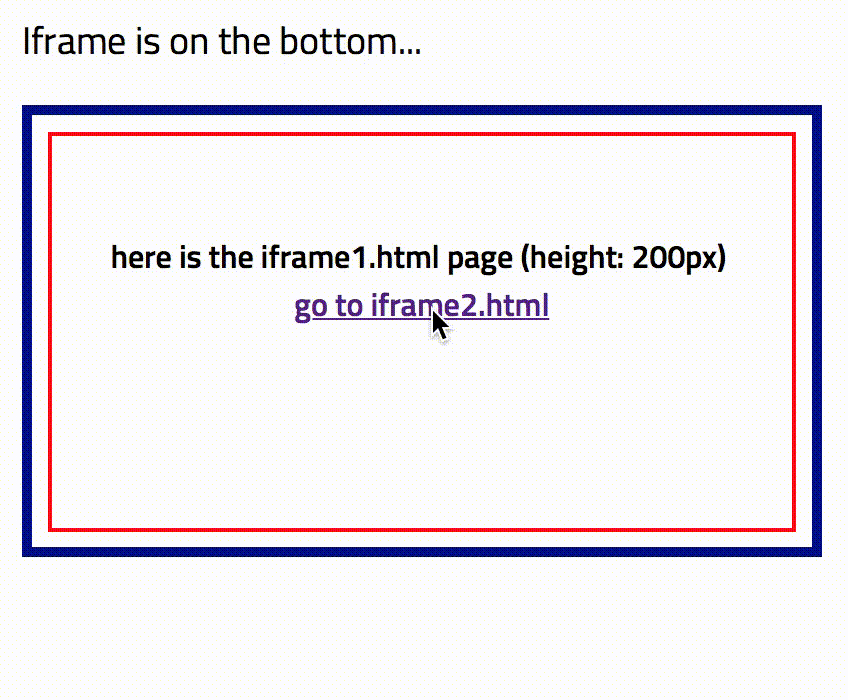 Iframe is on the bottom...
here is the iframe1.html page (height: 200px)
go to iframe2.html